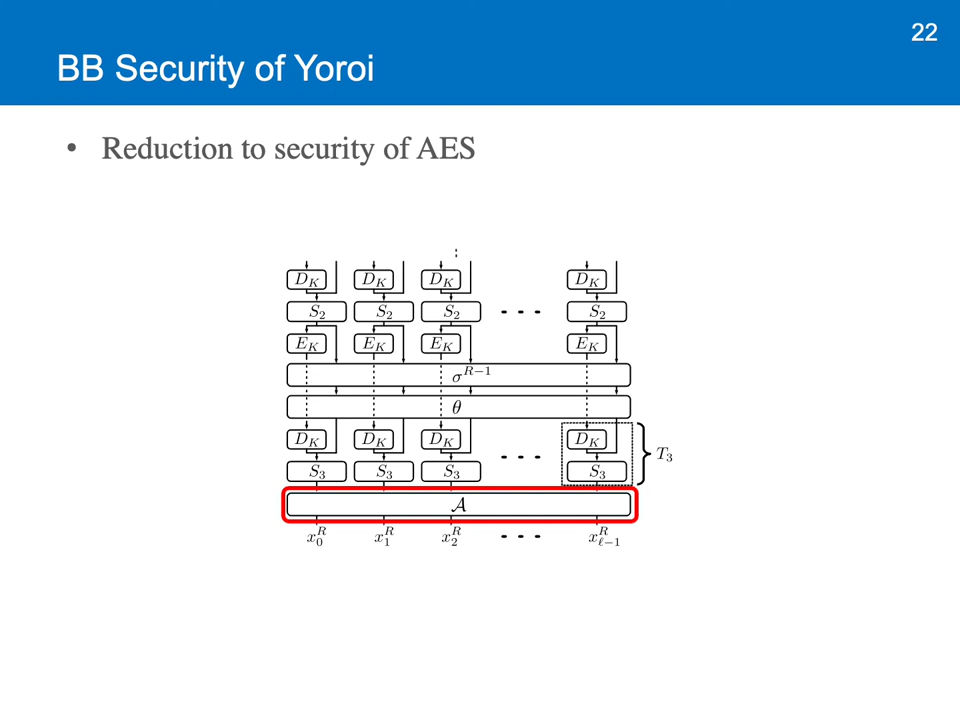 22
BB Security of Yoroi
• Reduction to security of AES
⋮
D_K D_K D_K D_K
S_2 S_2 S_2 · · · S_2
E_K E_K E_K E_K
σ^{R−1}
θ
D_K D_K D_K · · · D_K
T_3
S_3 S_3 S_3 S_3
𝒜
x_0^R x_1^R x_2^R · · · x_{ℓ−1}^R